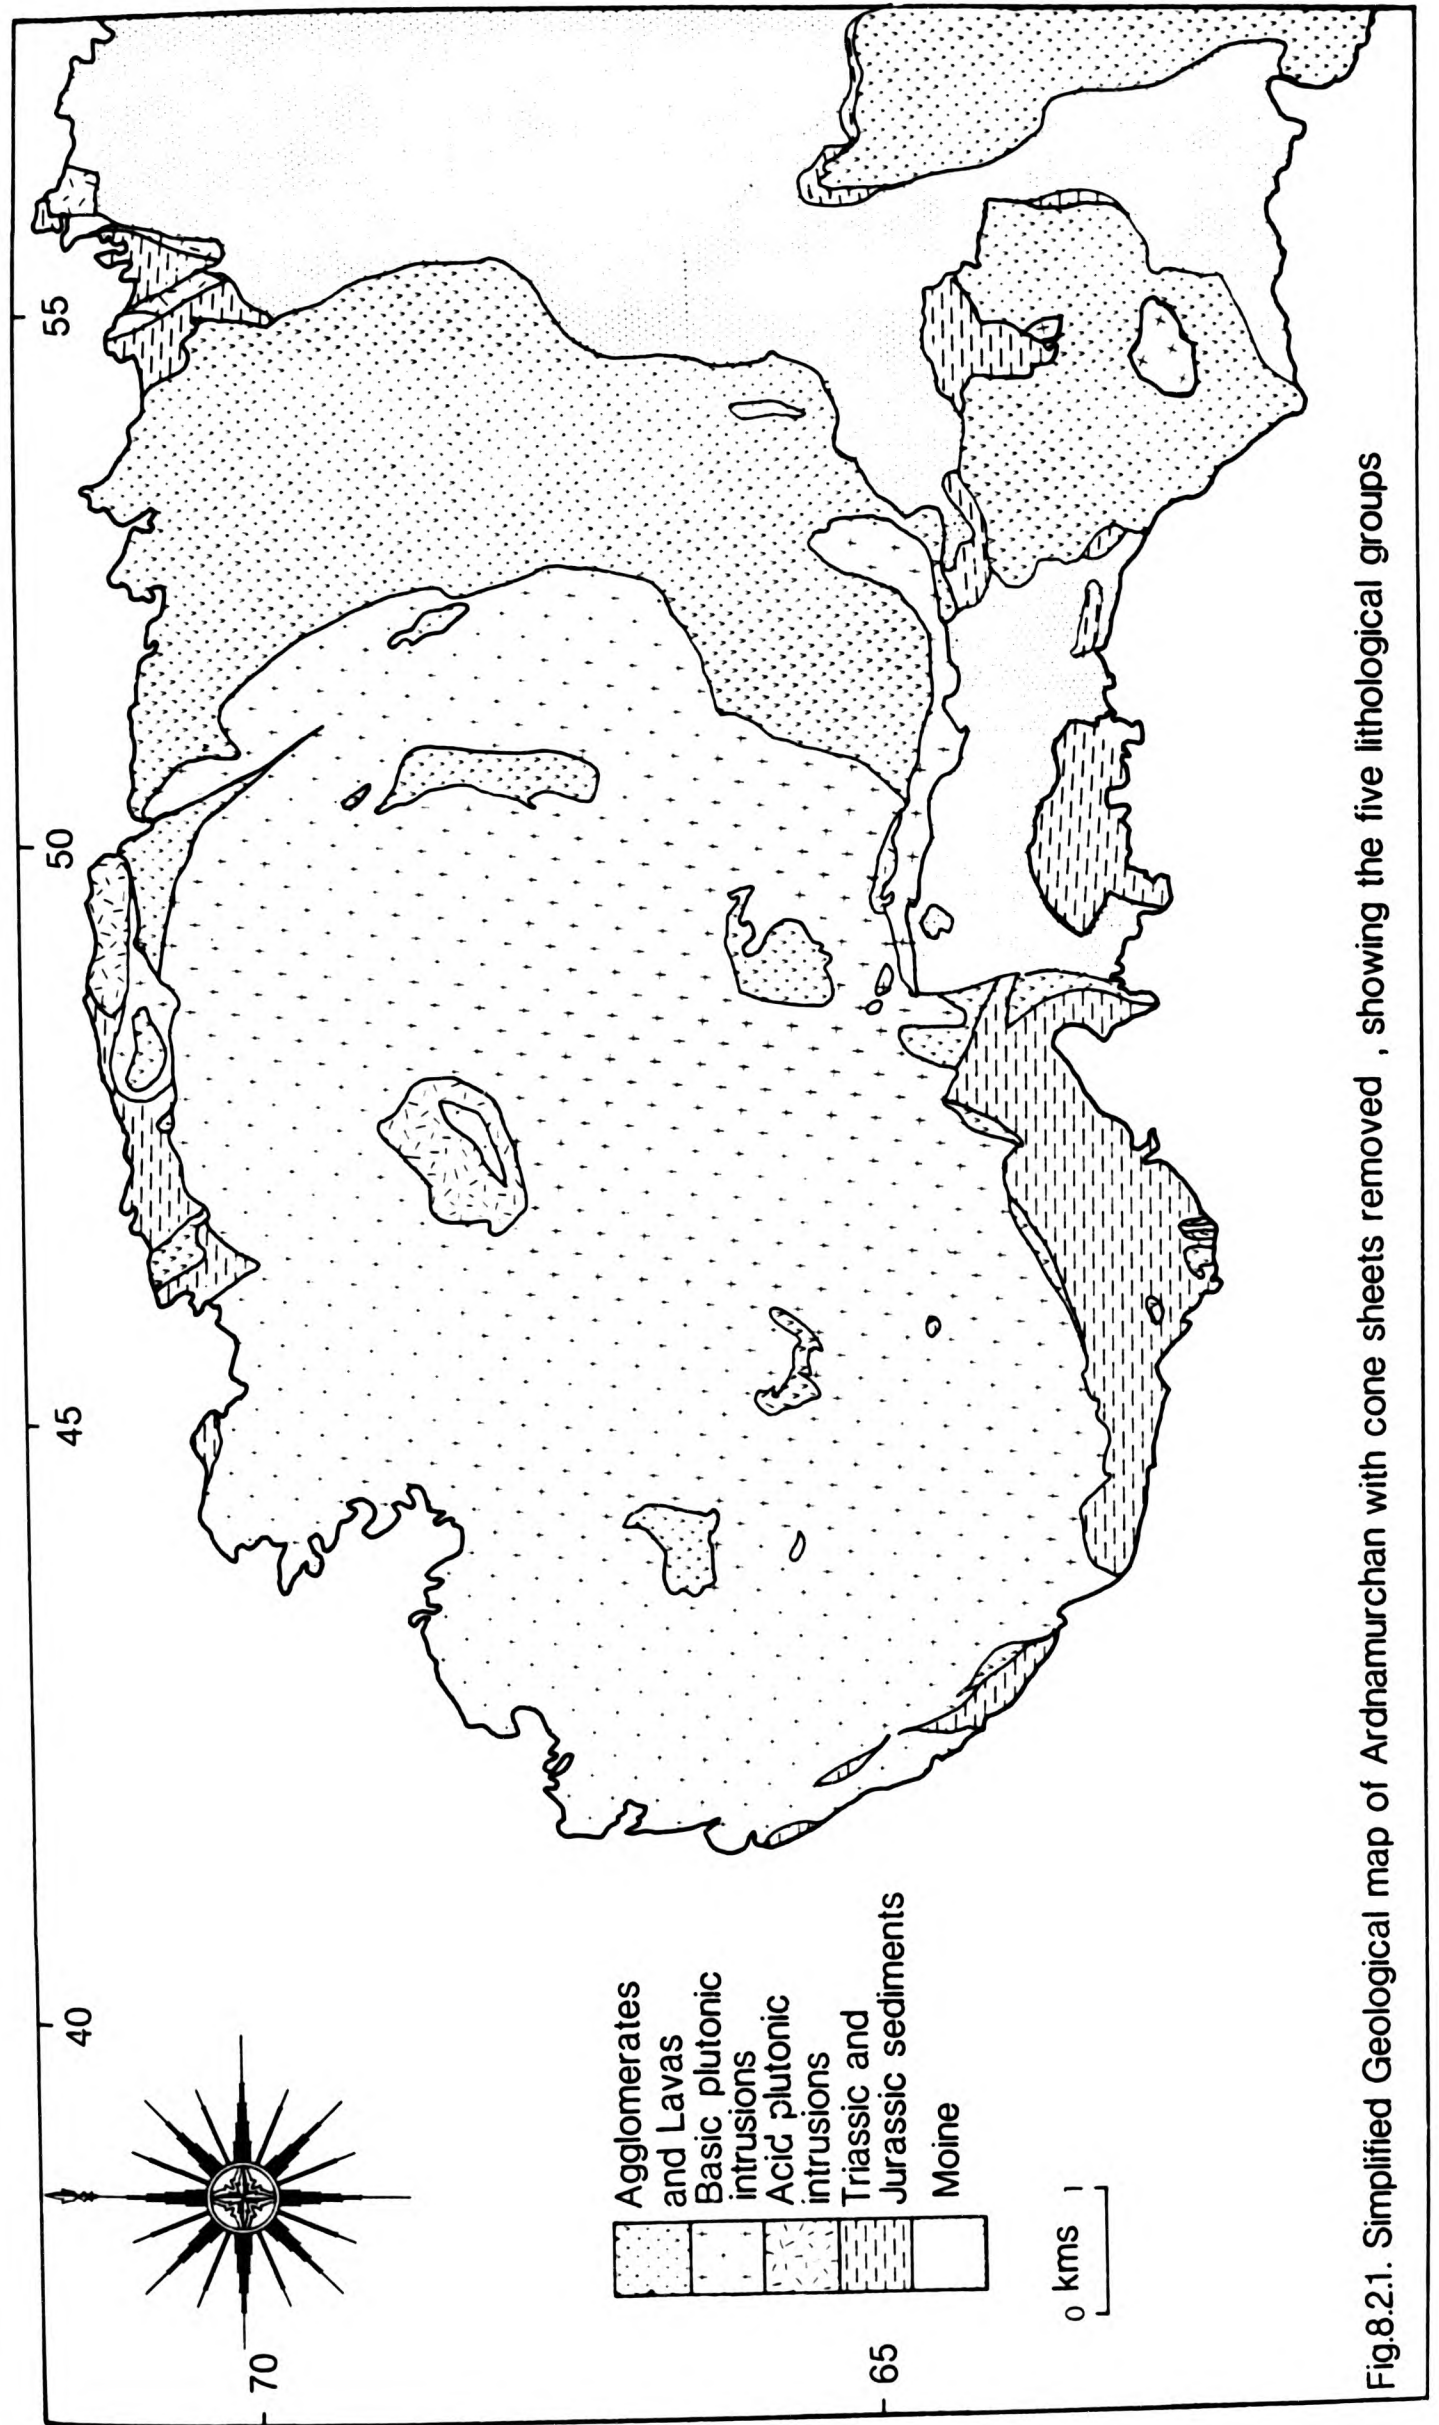 40
45
50
55
70
65
Agglomerates
and Lavas
Basic plutonic
intrusions
Acid plutonic
intrusions
Triassic and
Jurassic sediments
Moine
0 kms 1
Fig.8.2.1. Simplified Geological map of Ardnamurchan with cone sheets removed , showing the five lithological groups